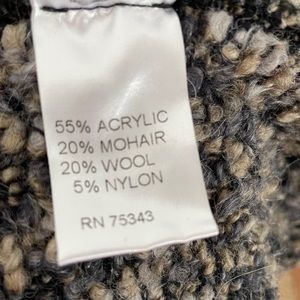 55% ACRYLIC
20% MOHAIR
20% WOOL
5% NYLON
RN 75343